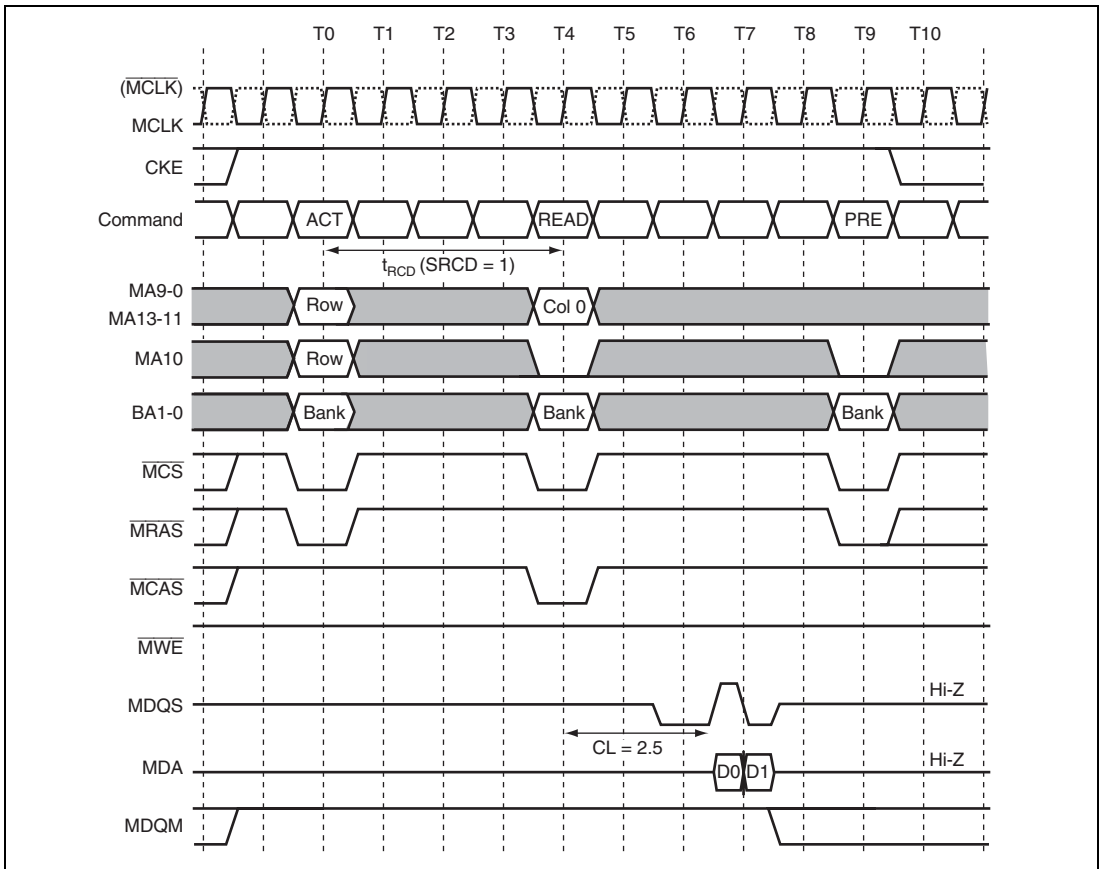 T0 T1 T2 T3 T4 T5 T6 T7 T8 T9 T10
(MCLK)
MCLK
CKE
Command ACT READ PRE
tRCD (SRCD = 1)
MA9-0
MA13-11 Row Col 0
MA10 Row
BA1-0 Bank Bank Bank
MCS
MRAS
MCAS
MWE
MDQS Hi-Z
CL = 2.5
MDA D0 D1 Hi-Z
MDQM